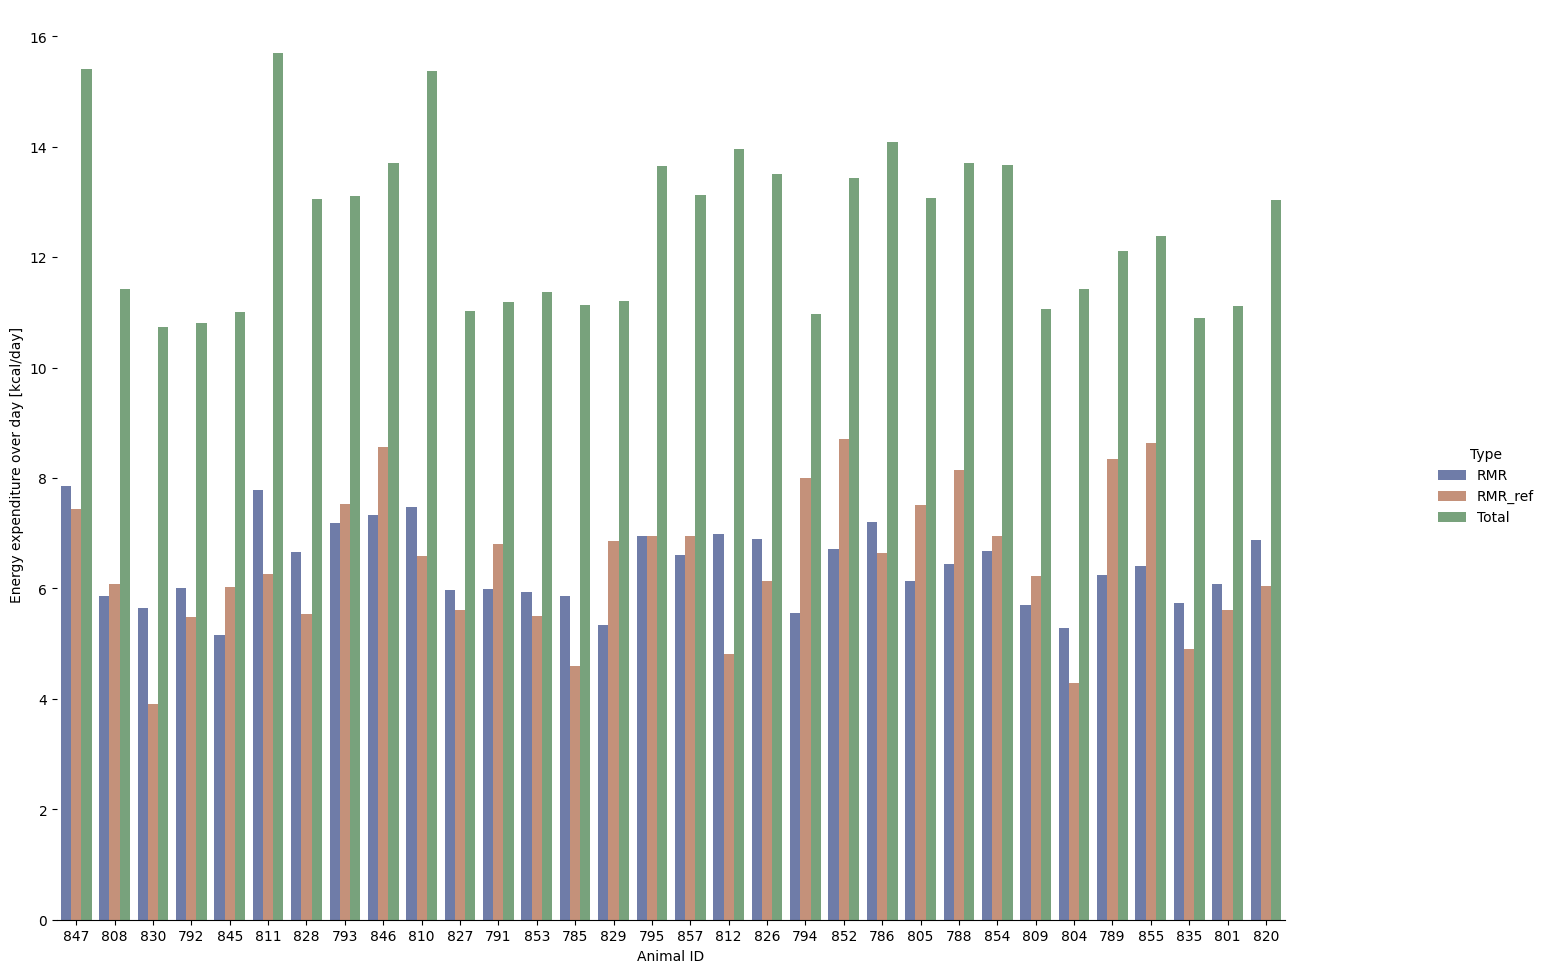 16
14
12
10
8
6
4
2
0
Energy expenditure over day [kcal/day]
847 808 830 792 845 811 828 793 846 810 827 791 853 785 829 795 857 812 826 794 852 786 805 788 854 809 804 789 855 835 801 820
Animal ID
Type
RMR
RMR_ref
Total